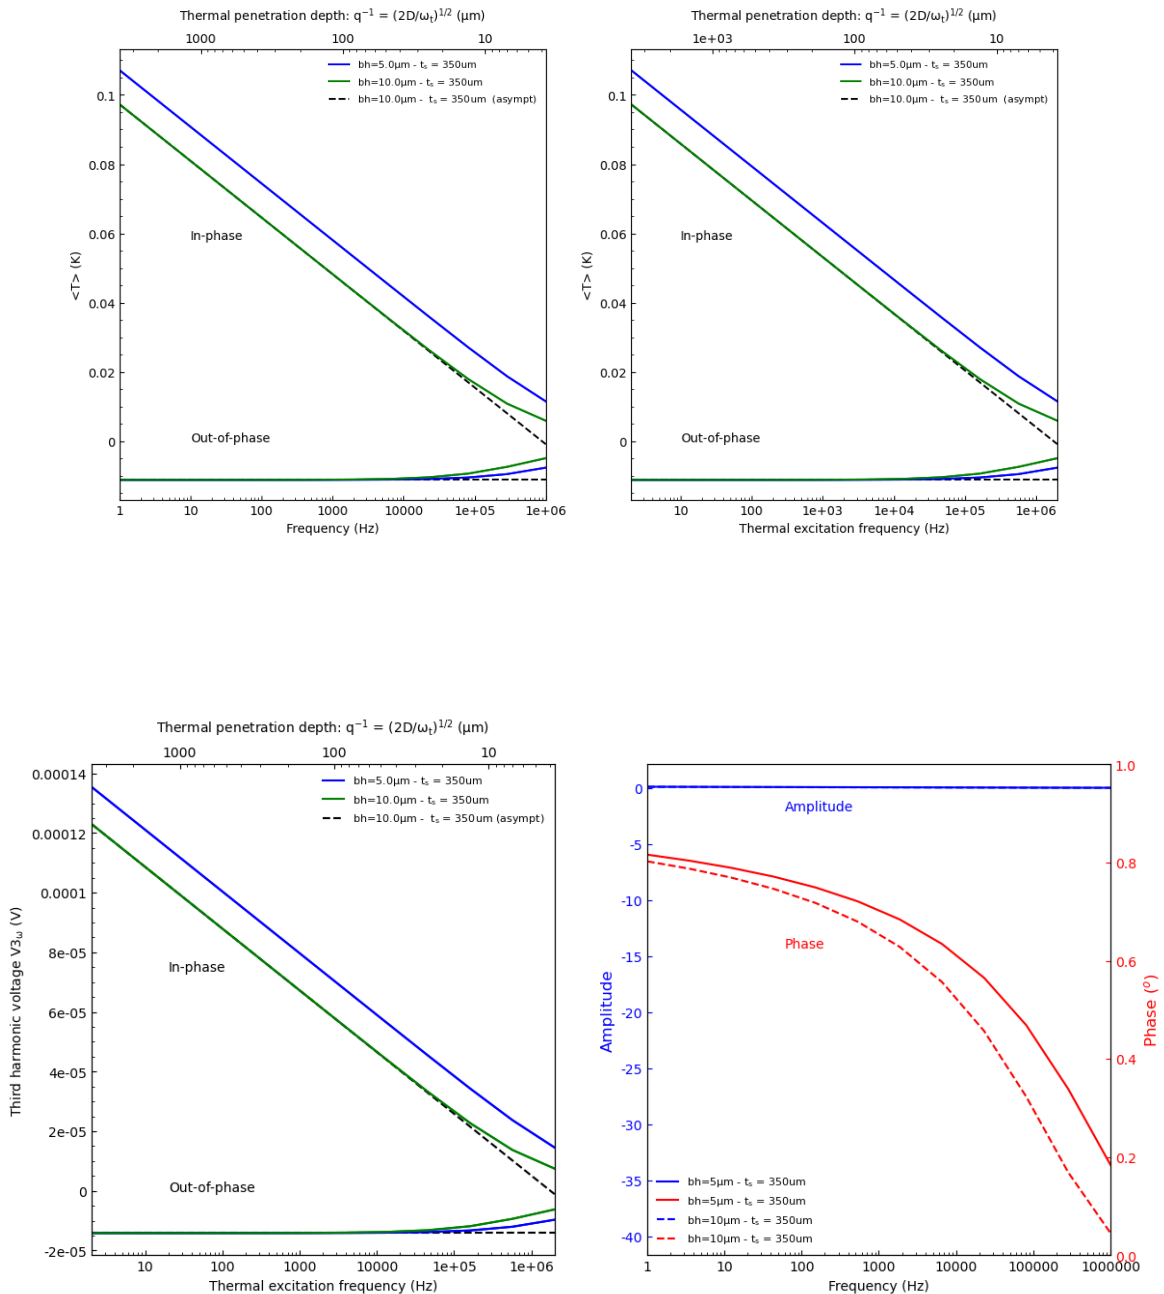 Thermal penetration depth: q⁻¹ = (2D/ωₜ)^1/2 (μm)
1000 100 10
bh=5.0μm - tₛ = 350um
bh=10.0μm - tₛ = 350um
bh=10.0μm - tₛ = 350um (asympt)
0.1
0.08
0.06
0.04
0.02
0
<T> (K)
In-phase
Out-of-phase
1 10 100 1000 10000 1e+05 1e+06
Frequency (Hz)
Thermal penetration depth: q⁻¹ = (2D/ωₜ)^1/2 (μm)
1e+03 100 10
bh=5.0μm - tₛ = 350um
bh=10.0μm - tₛ = 350um
bh=10.0μm - tₛ = 350um (asympt)
0.1
0.08
0.06
0.04
0.02
0
<T> (K)
In-phase
Out-of-phase
10 100 1e+03 1e+04 1e+05 1e+06
Thermal excitation frequency (Hz)
Thermal penetration depth: q⁻¹ = (2D/ωₜ)^1/2 (μm)
1000 100 10
bh=5.0μm - tₛ = 350um
bh=10.0μm - tₛ = 350um
bh=10.0μm - tₛ = 350um (asympt)
0.00014
0.00012
0.0001
8e-05
6e-05
4e-05
2e-05
0
-2e-05
Third harmonic voltage V3ω (V)
In-phase
Out-of-phase
10 100 1000 10000 1e+05 1e+06
Thermal excitation frequency (Hz)
0
-5
-10
-15
-20
-25
-30
-35
-40
Amplitude
Amplitude
Phase
1.0
0.8
0.6
0.4
0.2
0.0
Phase (⁰)
bh=5μm - tₛ = 350um
bh=5μm - tₛ = 350um
bh=10μm - tₛ = 350um
bh=10μm - tₛ = 350um
1 10 100 1000 10000 100000 1000000
Frequency (Hz)